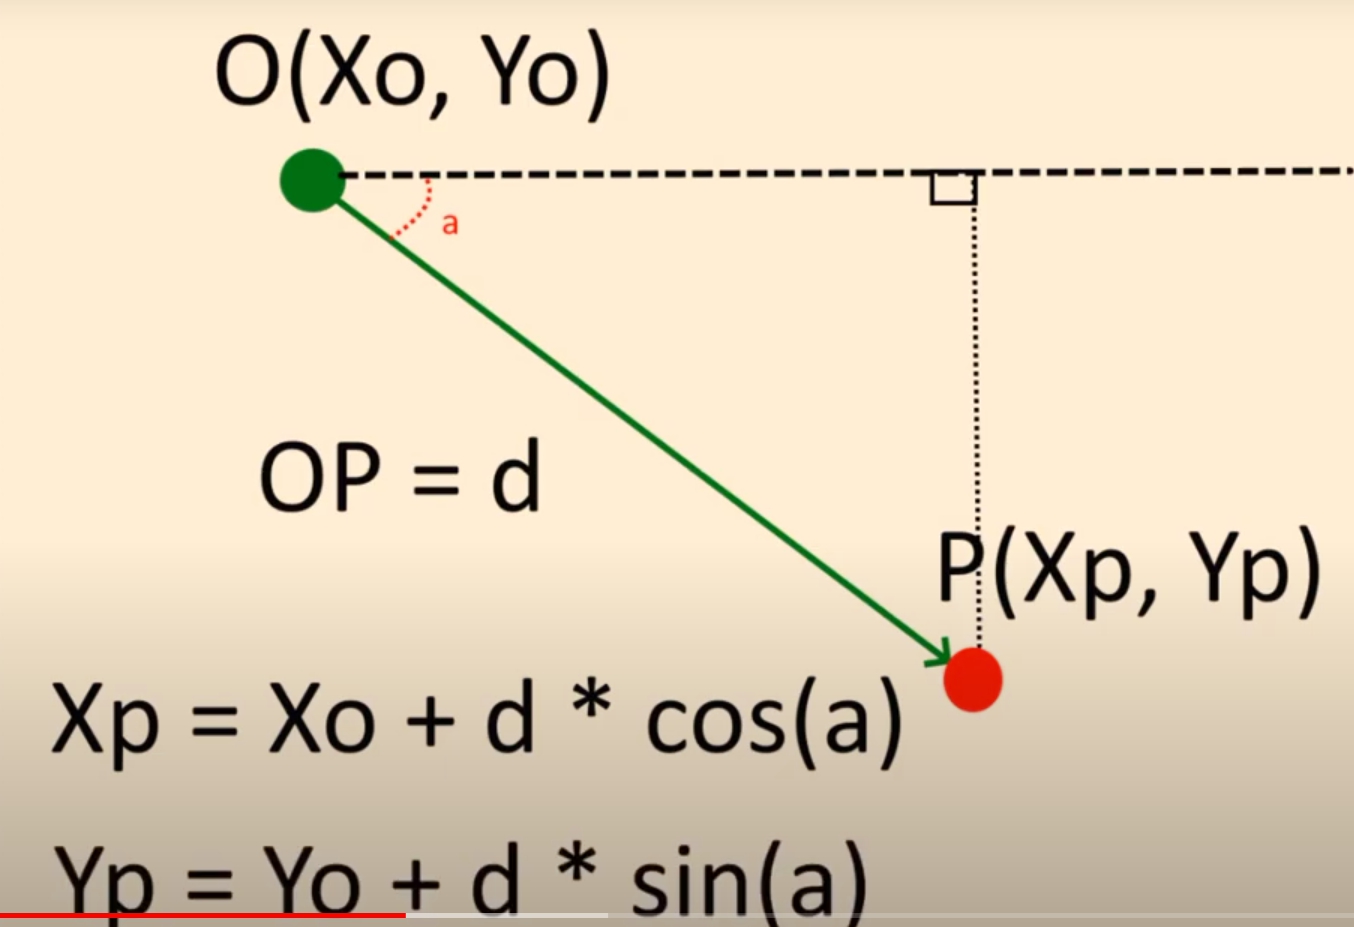 O(Xo, Yo)
a
OP = d
P(Xp, Yp)
Xp = Xo + d * cos(a)
Yp = Yo + d * sin(a)